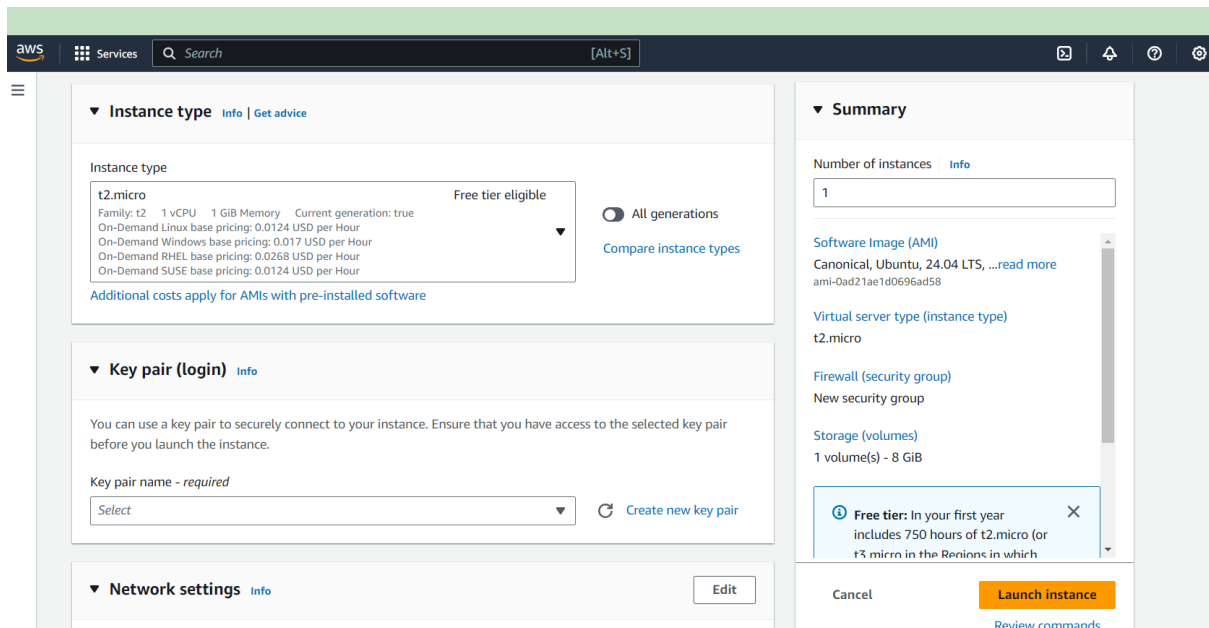 aws
Services
Search [Alt+S]
Instance type Info | Get advice
Instance type
t2.micro Free tier eligible
Family: t2 1 vCPU 1 GiB Memory Current generation: true
On-Demand Linux base pricing: 0.0124 USD per Hour
On-Demand Windows base pricing: 0.017 USD per Hour
On-Demand RHEL base pricing: 0.0268 USD per Hour
On-Demand SUSE base pricing: 0.0124 USD per Hour
All generations
Compare instance types
Additional costs apply for AMIs with pre-installed software
Key pair (login) Info
You can use a key pair to securely connect to your instance. Ensure that you have access to the selected key pair
before you launch the instance.
Key pair name - required
Select
Create new key pair
Network settings Info
Edit
Summary
Number of instances Info
1
Software Image (AMI)
Canonical, Ubuntu, 24.04 LTS, ...read more
ami-0ad21ae1d0696ad58
Virtual server type (instance type)
t2.micro
Firewall (security group)
New security group
Storage (volumes)
1 volume(s) - 8 GiB
Free tier: In your first year
includes 750 hours of t2.micro (or
t3.micro in the Regions in which
Cancel
Launch instance
Review commands